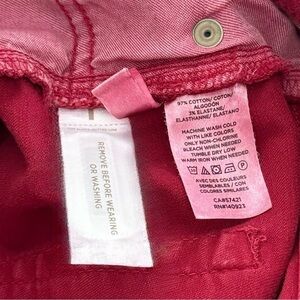 REMOVE BEFORE WEARING
OR WASHING
97% COTTON/ COTON/
ALGODÓN
3% ELASTANE/
ELASTHANNE/ ELASTANO
MACHINE WASH COLD
WITH LIKE COLORS
ONLY NON-CHLORINE
BLEACH WHEN NEEDED
TUMBLE DRY LOW
WARM IRON WHEN NEEDED
AVEC DES COULEURS
SEMBLABLES / CON
COLORES SIMILARES
CA#57421
RN#140923